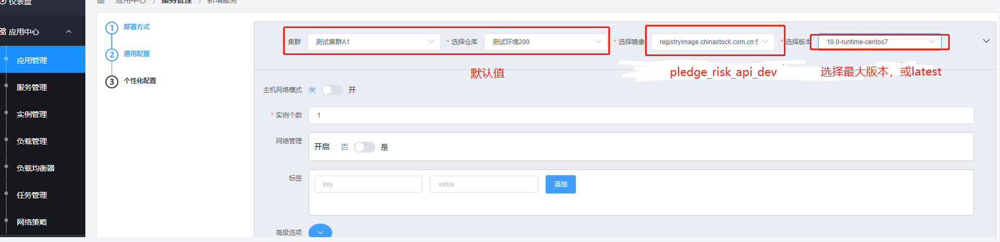 仪表盘
应用中心
应用管理
服务管理
实例管理
负载管理
负载均衡器
任务管理
网络策略
应用中心 / 服务管理 / 新增服务
1 部署方式
2 通用配置
3 个性化配置
* 集群 测试集群A1 * 选择仓库 测试环境200 * 选择镜像 registryimage.chinastock.com.cn:5 * 选择版本 10.0-runtime-centos7
默认值 pledge_risk_api_dev 选择最大版本，或latest
主机网络模式 关 开
* 实例个数 1
网络管理 开启 否 是
标签 key value 添加
高级选项